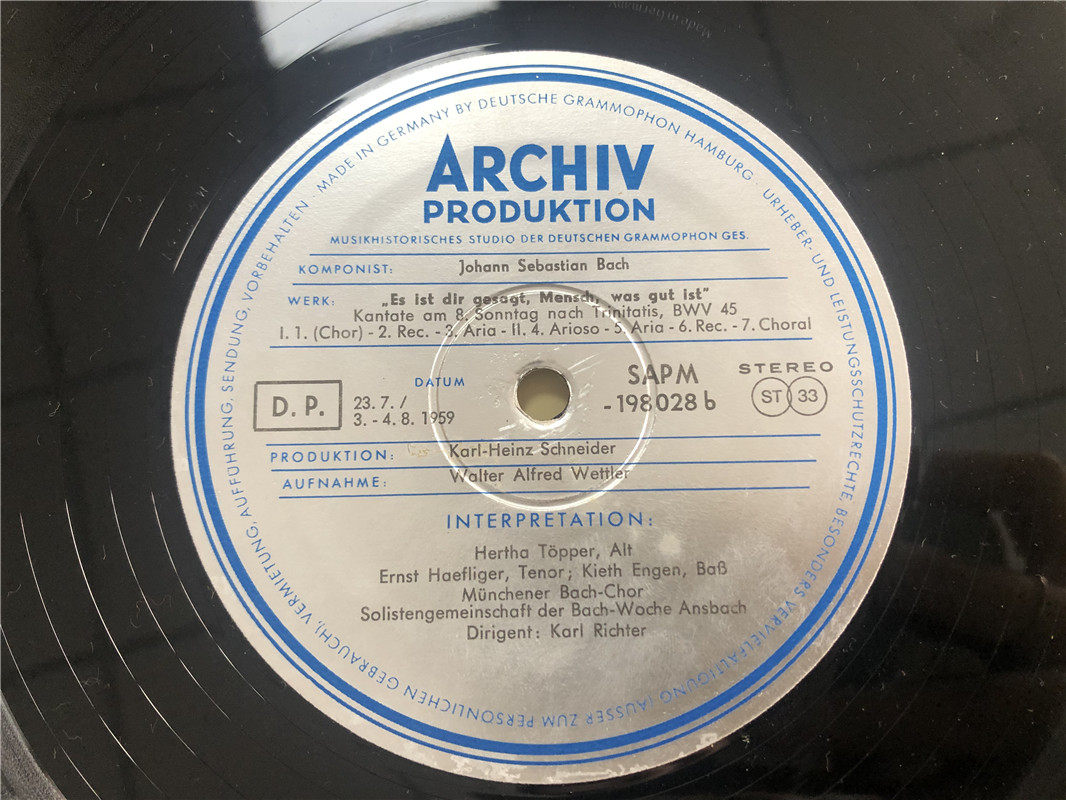 Made in Germany
MADE IN GERMANY BY DEUTSCHE GRAMMOPHON HAMBURG · URHEBER- UND LEISTUNGSSCHUTZRECHTE, BESONDERS VERVIELFÄLTIGUNG (AUSSER ZUM PERSÖNLICHEN GEBRAUCH), VERMIETUNG, AUFFÜHRUNG, SENDUNG, VORBEHALTEN ·
ARCHIV
PRODUKTION
MUSIKHISTORISCHES STUDIO DER DEUTSCHEN GRAMMOPHON GES.
KOMPONIST: Johann Sebastian Bach
WERK: „Es ist dir gesagt, Mensch, was gut ist"
Kantate am 8. Sonntag nach Trinitatis, BWV 45
I. 1. (Chor) - 2. Rec. - 3. Aria - II. 4. Arioso - 5. Aria - 6. Rec. - 7. Choral
D. P.
DATUM
23. 7. /
3. - 4. 8. 1959
SAPM
- 198 028 b
STEREO
ST 33
PRODUKTION: Karl-Heinz Schneider
AUFNAHME: Walter Alfred Wettler
INTERPRETATION:
Hertha Töpper, Alt
Ernst Haefliger, Tenor; Kieth Engen, Baß
Münchener Bach-Chor
Solistengemeinschaft der Bach-Woche Ansbach
Dirigent: Karl Richter